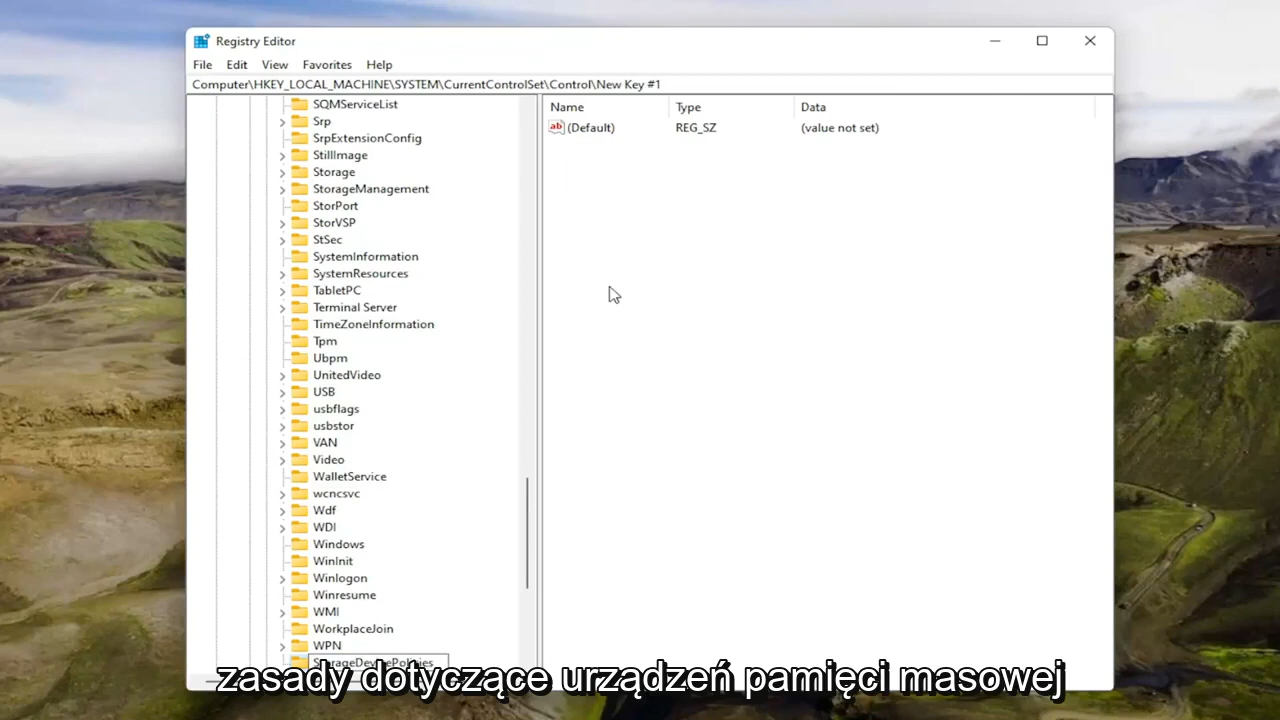 Registry Editor
File Edit View Favorites Help
Computer\HKEY_LOCAL_MACHINE\SYSTEM\CurrentControlSet\Control\New Key #1
Name Type Data
(Default) REG_SZ (value not set)
SQMServiceList
Srp
SrpExtensionConfig
StillImage
Storage
StorageManagement
StorPort
StorVSP
StSec
SystemInformation
SystemResources
TabletPC
Terminal Server
TimeZoneInformation
Tpm
Ubpm
UnitedVideo
USB
usbflags
usbstor
VAN
Video
WalletService
wcncsvc
Wdf
WDI
Windows
WinInit
Winlogon
Winresume
WMI
WorkplaceJoin
WPN
StorageDevicePolicies
zasady dotyczące urządzeń pamięci masowej